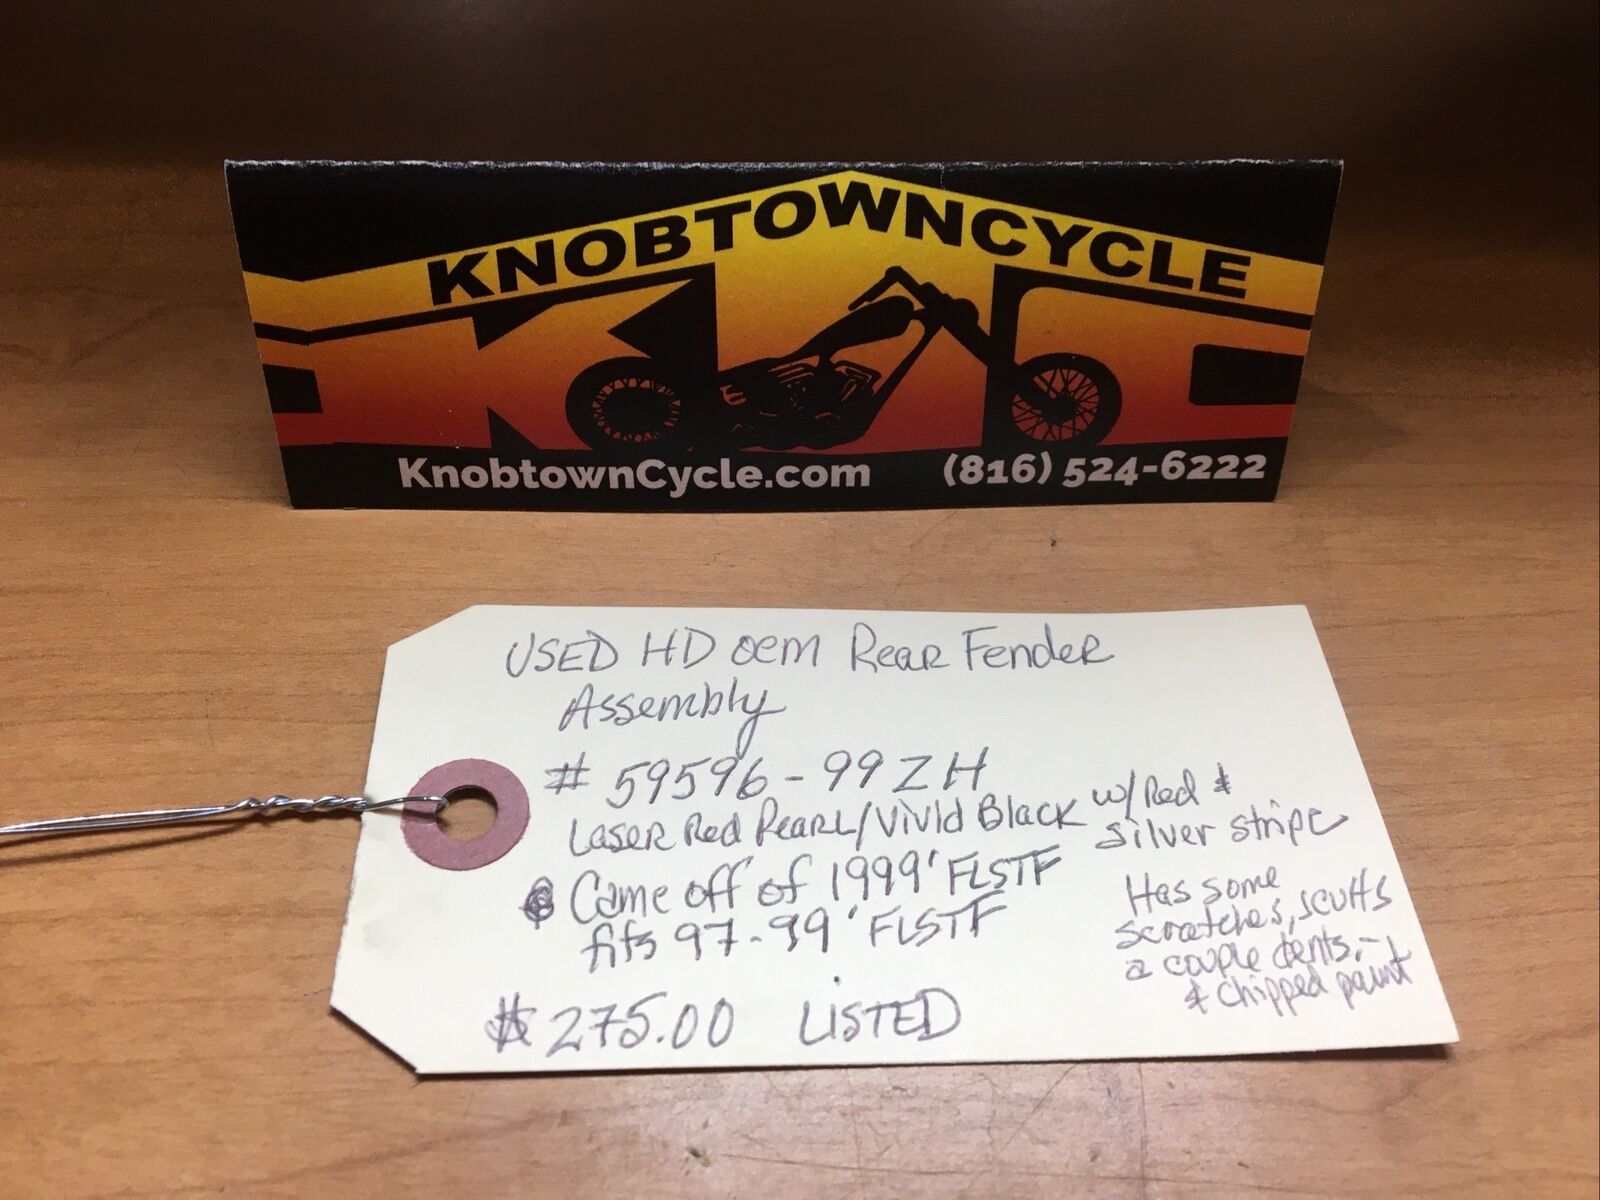 KNOBTOWNCYCLE
KC
KnobtownCycle.com (816) 524-6222
USED HD OEM Rear Fender
Assembly
# 59596-99ZH
Laser Red Pearl/Vivid Black w/ Red &
silver stripe
Came off of 1999' FLSTF
fits 97-99' FLSTF
Has some
scratches, scuffs
a couple dents,
& chipped paint
$275.00 LISTED